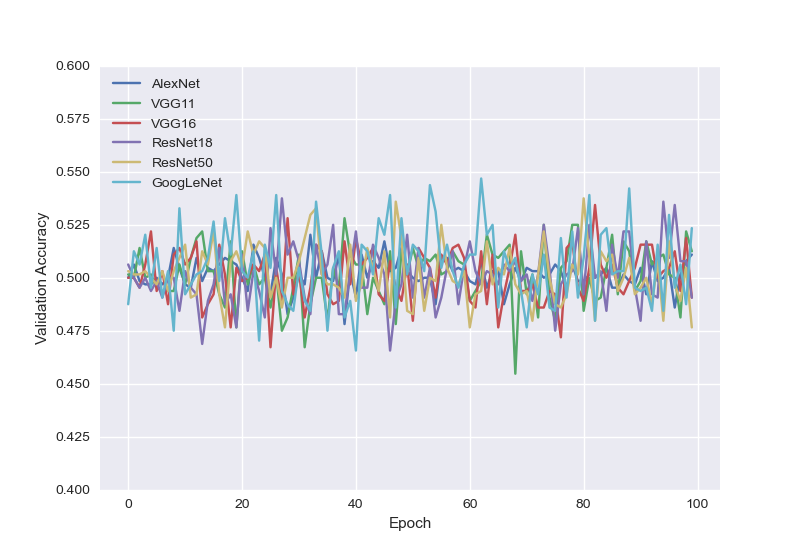 0.600
0.575
0.550
0.525
0.500
0.475
0.450
0.425
0.400
Validation Accuracy
AlexNet
VGG11
VGG16
ResNet18
ResNet50
GoogLeNet
0 20 40 60 80 100
Epoch